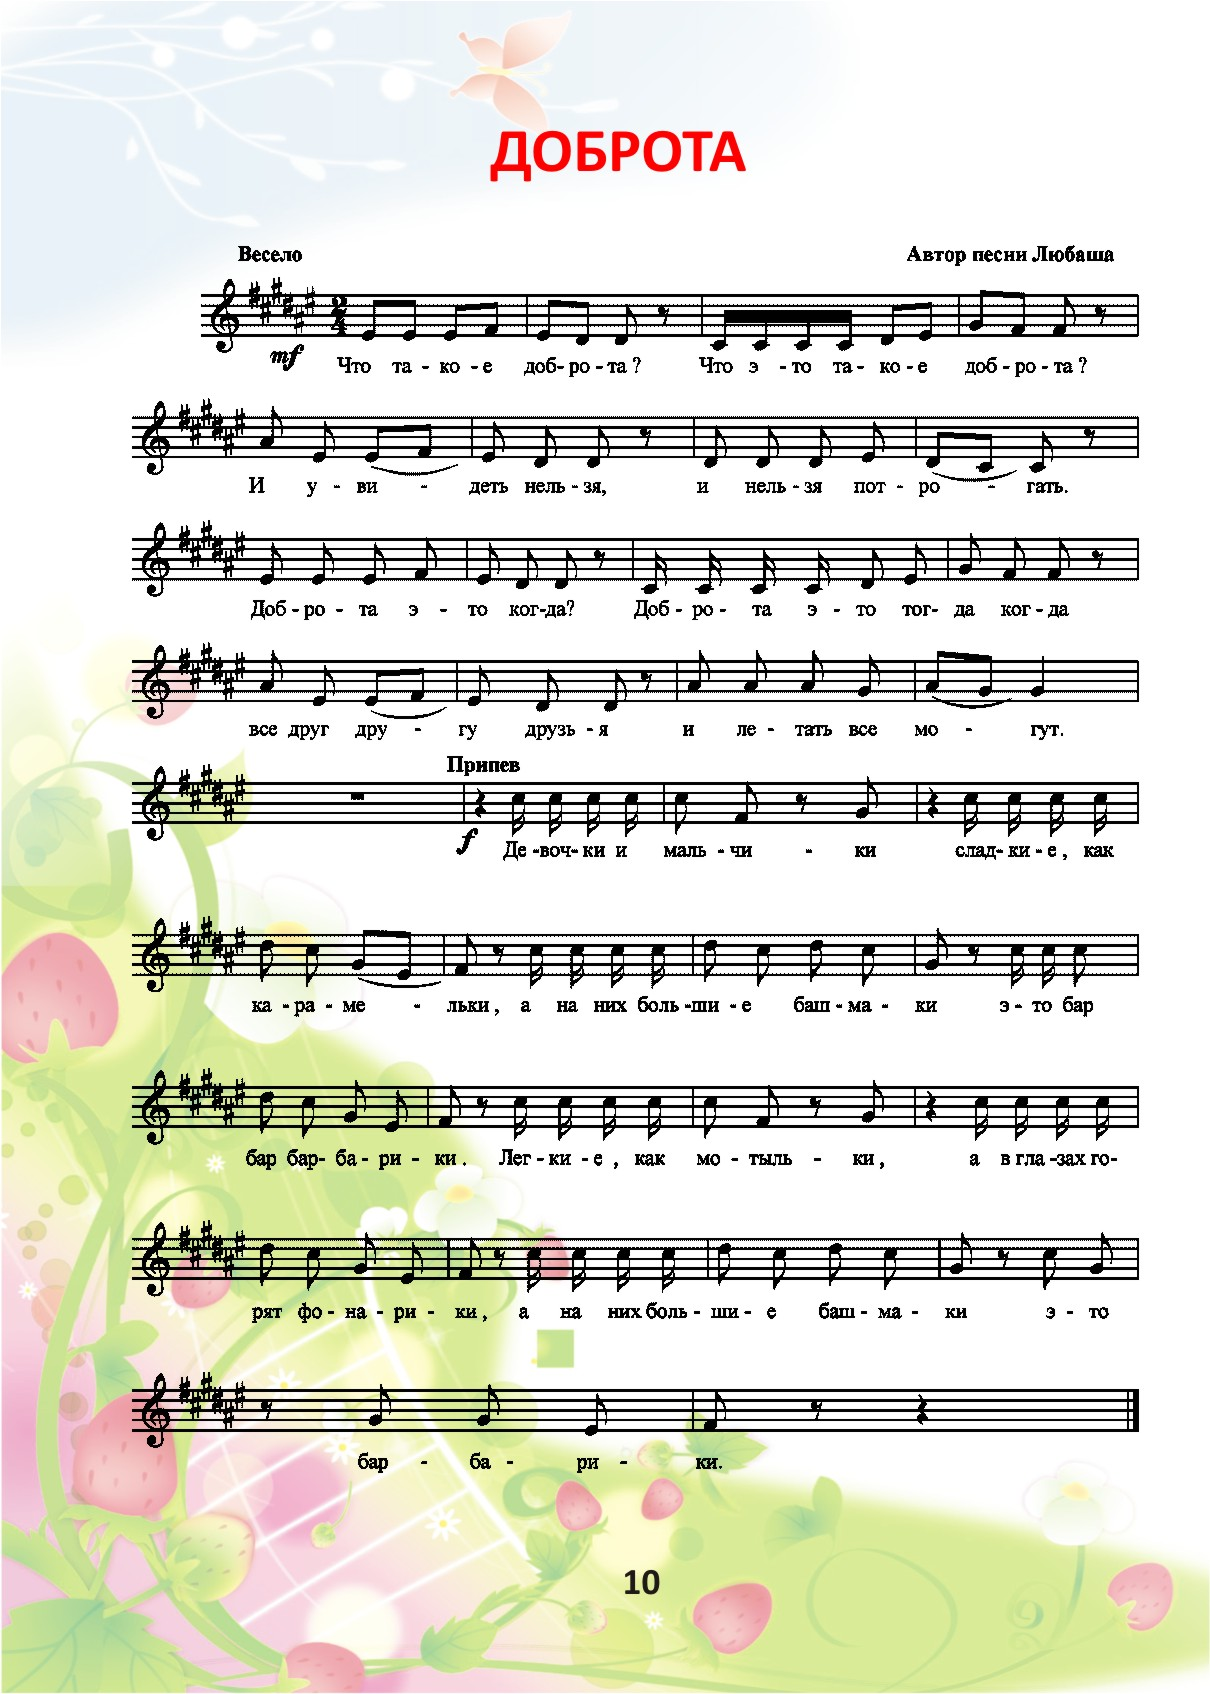 ДОБРОТА
Весело Автор песни Любаша
2
4
mf
Что та - ко - е доб - ро - та ? Что э - то та - ко - е доб - ро - та ?
И у - ви - деть нель - зя, и нель - зя пот - ро - гать.
Доб - ро - та э - то ког-да? Доб - ро - та э - то тог - да ког - да
все друг дру - гу друзь - я и ле - тать все мо - гут.
Припев
f
Де -воч- ки и маль - чи - ки слад- ки - е , как
ка - ра - ме - льки , а на них боль -ши - е баш - ма - ки э - то бар
бар бар- ба - ри - ки . Лег - ки - е , как мо - тыль - ки , а в гла -зах го-
рят фо - на - ри - ки , а на них боль - ши - е баш - ма - ки э - то
бар - ба - ри - ки.
10